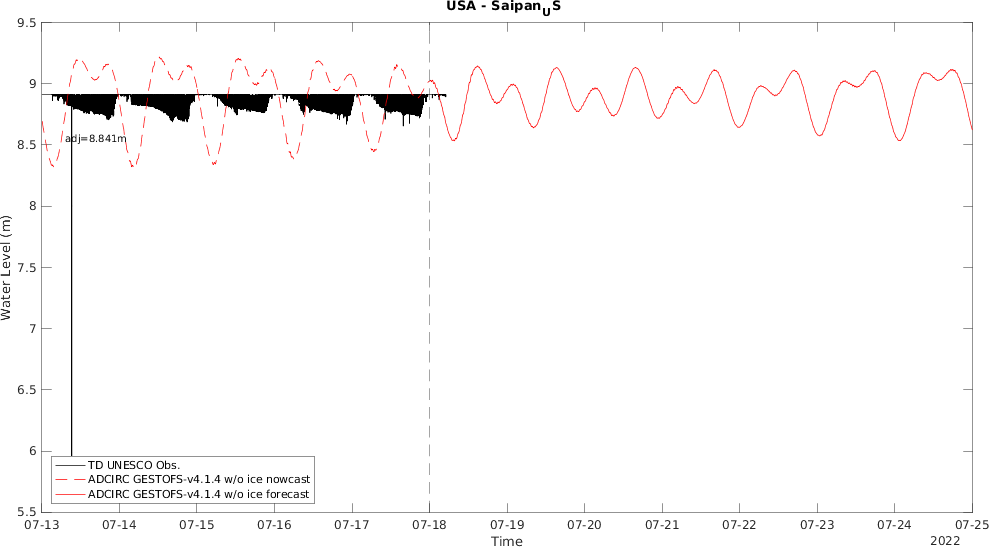 USA - Saipan_US
9.5
9
8.5
8
7.5
7
6.5
6
5.5
Water Level (m)
adj=8.841m
TD UNESCO Obs.
ADCIRC GESTOFS-v4.1.4 w/o ice nowcast
ADCIRC GESTOFS-v4.1.4 w/o ice forecast
07-13 07-14 07-15 07-16 07-17 07-18 07-19 07-20 07-21 07-22 07-23 07-24 07-25
Time
2022